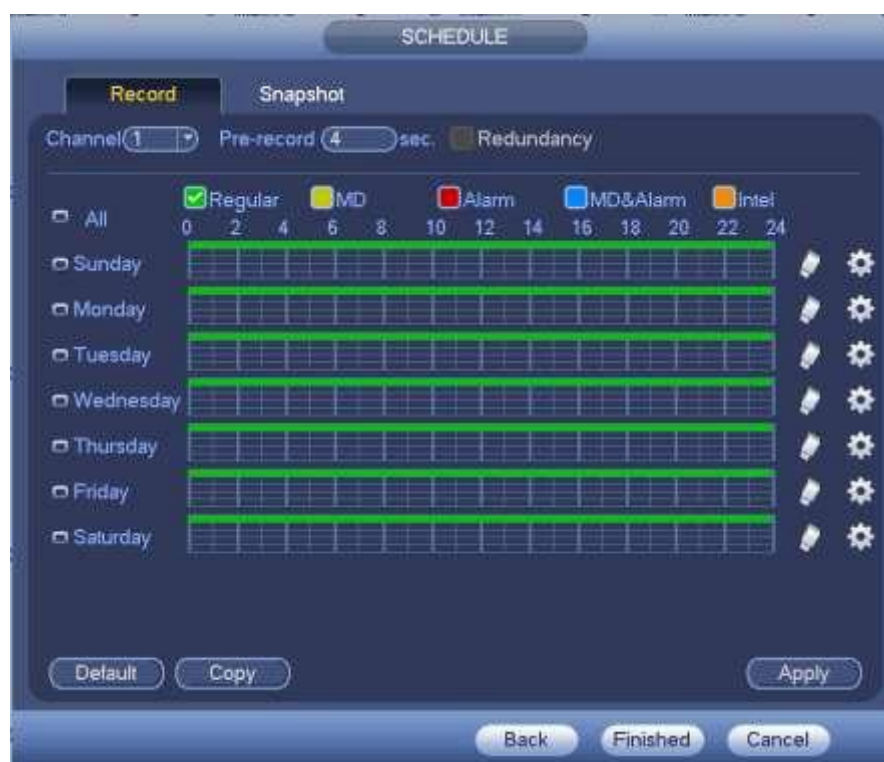 SCHEDULE
Record Snapshot
Channel 1 Pre-record 4 sec. Redundancy
Regular MD Alarm MD&Alarm Intel
All 0 2 4 6 8 10 12 14 16 18 20 22 24
Sunday
Monday
Tuesday
Wednesday
Thursday
Friday
Saturday
Default Copy Apply
Back Finished Cancel